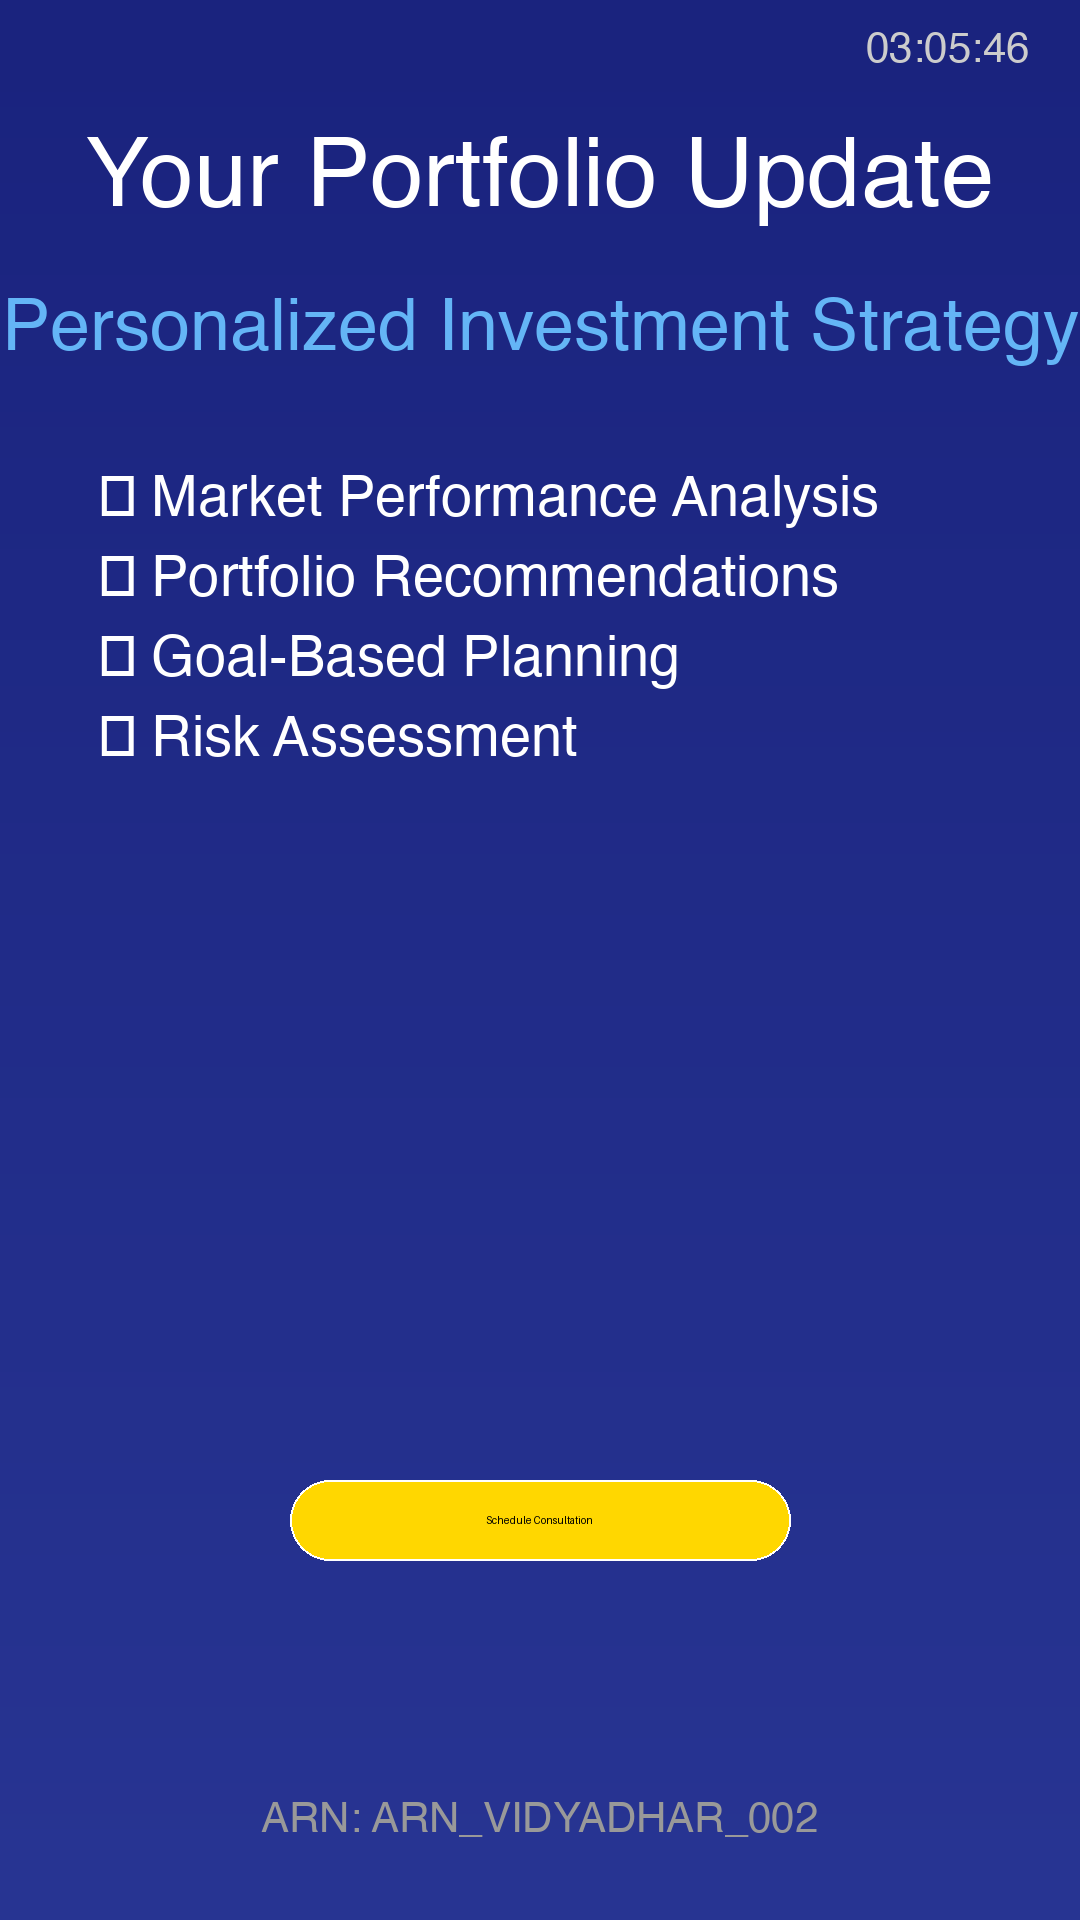 03:05:46
Your Portfolio Update
Personalized Investment Strategy
▯ Market Performance Analysis
▯ Portfolio Recommendations
▯ Goal-Based Planning
▯ Risk Assessment
Schedule Consultation
ARN: ARN_VIDYADHAR_002